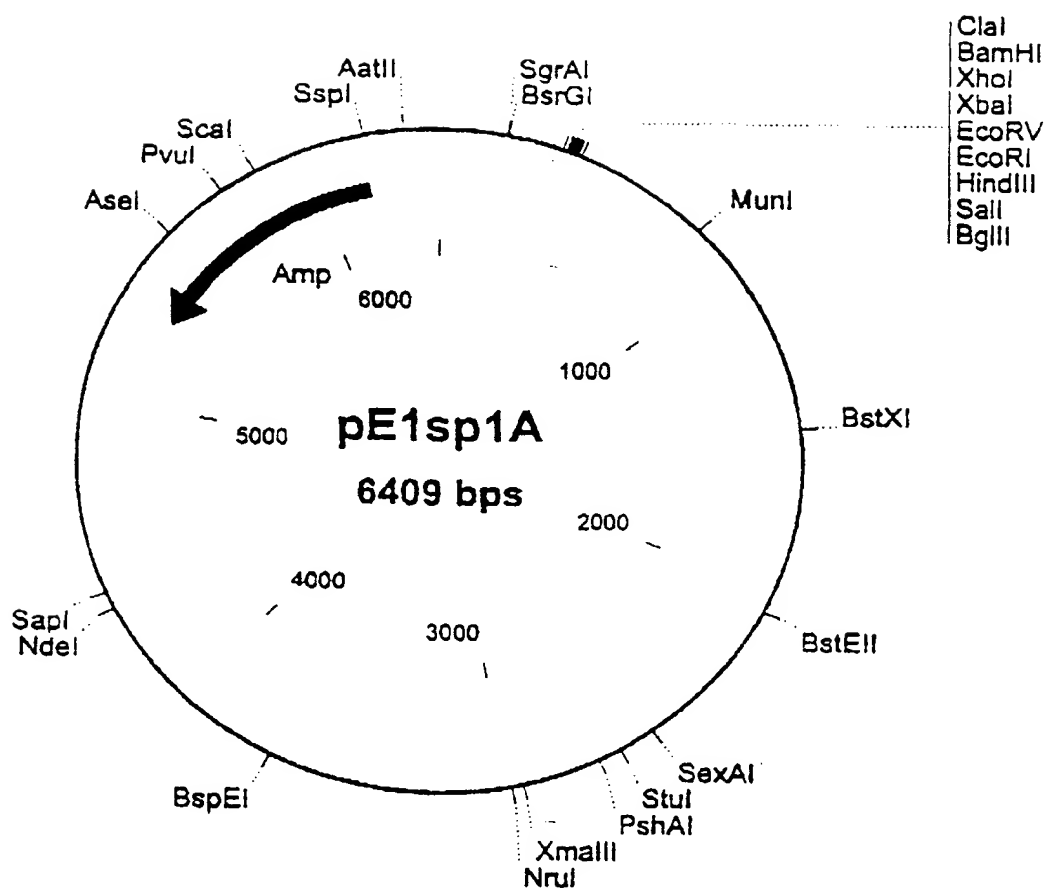 ClaI
BamHI
XhoI
XbaI
EcoRV
EcoRI
HindIII
SalI
BglII
AatII
SspI
SgrAI
BsrGI
ScaI
PvuI
AseI
MunI
Amp
6000
1000
BstXI
5000
pE1sp1A
6409 bps
2000
4000
3000
SapI
NdeI
BstEII
BspEI
SexAI
StuI
PshAI
XmaIII
NruI